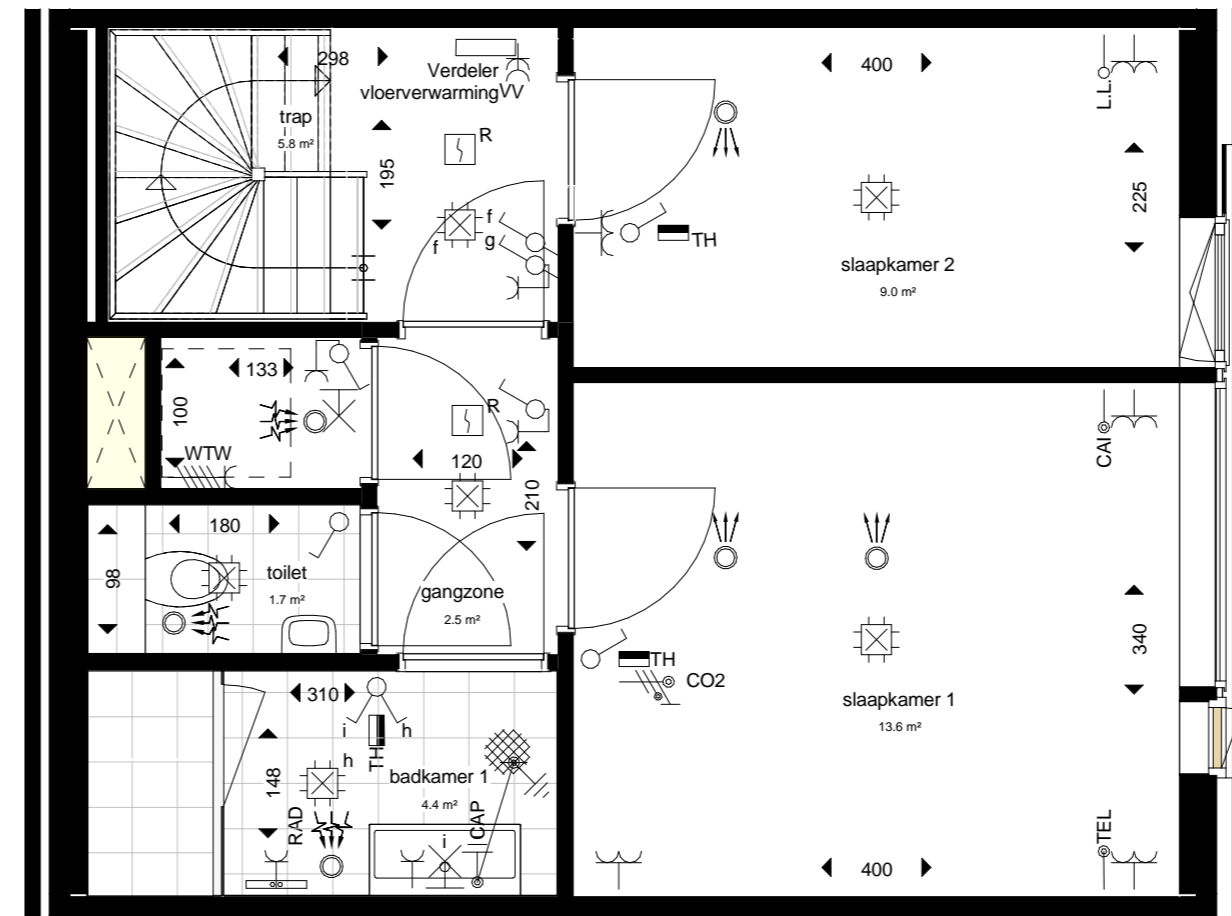 298
Verdeler
vloerverwarming VV
trap
5.8 m²
195
R
f
f
g
400
L.L.
225
TH
slaapkamer 2
9.0 m²
133
100
WTW
R
120
210
180
98
toilet
1.7 m²
gangzone
2.5 m²
CAI
340
TH
CO2
slaapkamer 1
13.6 m²
310
i
h
h
TH
148
badkamer 1
4.4 m²
RAD
CAP
i
TEL
400